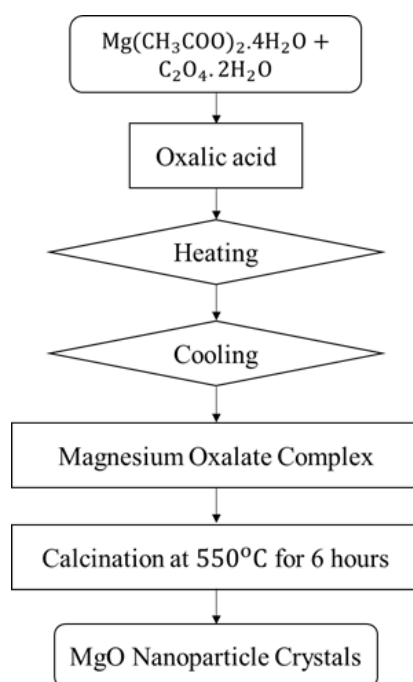 Mg(CH₃COO)₂.4H₂O +
C₂O₄. 2H₂O
Oxalic acid
Heating
Cooling
Magnesium Oxalate Complex
Calcination at 550°C for 6 hours
MgO Nanoparticle Crystals